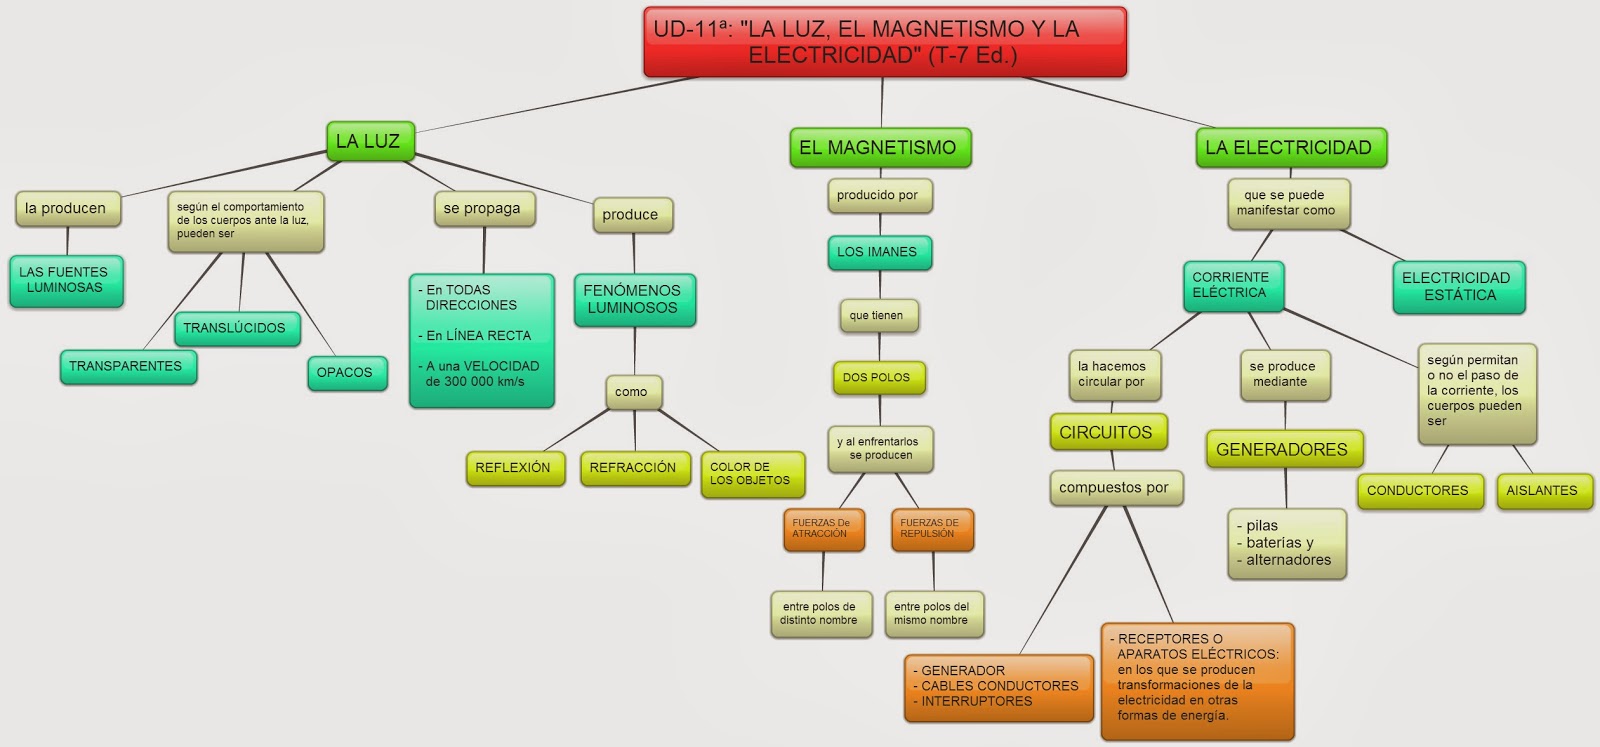 UD-11ª: "LA LUZ, EL MAGNETISMO Y LA
ELECTRICIDAD" (T-7 Ed.)
LA LUZ
la producen
LAS FUENTES
LUMINOSAS
según el comportamiento
de los cuerpos ante la luz,
pueden ser
TRANSPARENTES
TRANSLÚCIDOS
OPACOS
se propaga
- En TODAS
DIRECCIONES
- En LÍNEA RECTA
- A una VELOCIDAD
de 300 000 km/s
produce
FENÓMENOS
LUMINOSOS
como
REFLEXIÓN
REFRACCIÓN
COLOR DE
LOS OBJETOS
EL MAGNETISMO
producido por
LOS IMANES
que tienen
DOS POLOS
y al enfrentarlos
se producen
FUERZAS De
ATRACCIÓN
entre polos de
distinto nombre
FUERZAS DE
REPULSIÓN
entre polos del
mismo nombre
LA ELECTRICIDAD
que se puede
manifestar como
CORRIENTE
ELÉCTRICA
la hacemos
circular por
CIRCUITOS
compuestos por
- GENERADOR
- CABLES CONDUCTORES
- INTERRUPTORES
- RECEPTORES O
APARATOS ELÉCTRICOS:
en los que se producen
transformaciones de la
electricidad en otras
formas de energía.
se produce
mediante
GENERADORES
- pilas
- baterías y
- alternadores
según permitan
o no el paso de
la corriente, los
cuerpos pueden
ser
CONDUCTORES
AISLANTES
ELECTRICIDAD
ESTÁTICA